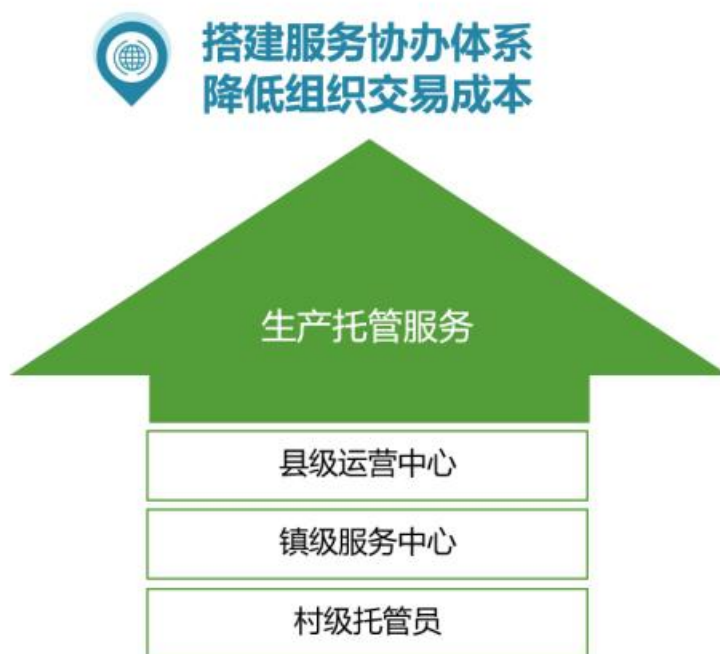 搭建服务协办体系
降低组织交易成本
生产托管服务
县级运营中心
镇级服务中心
村级托管员